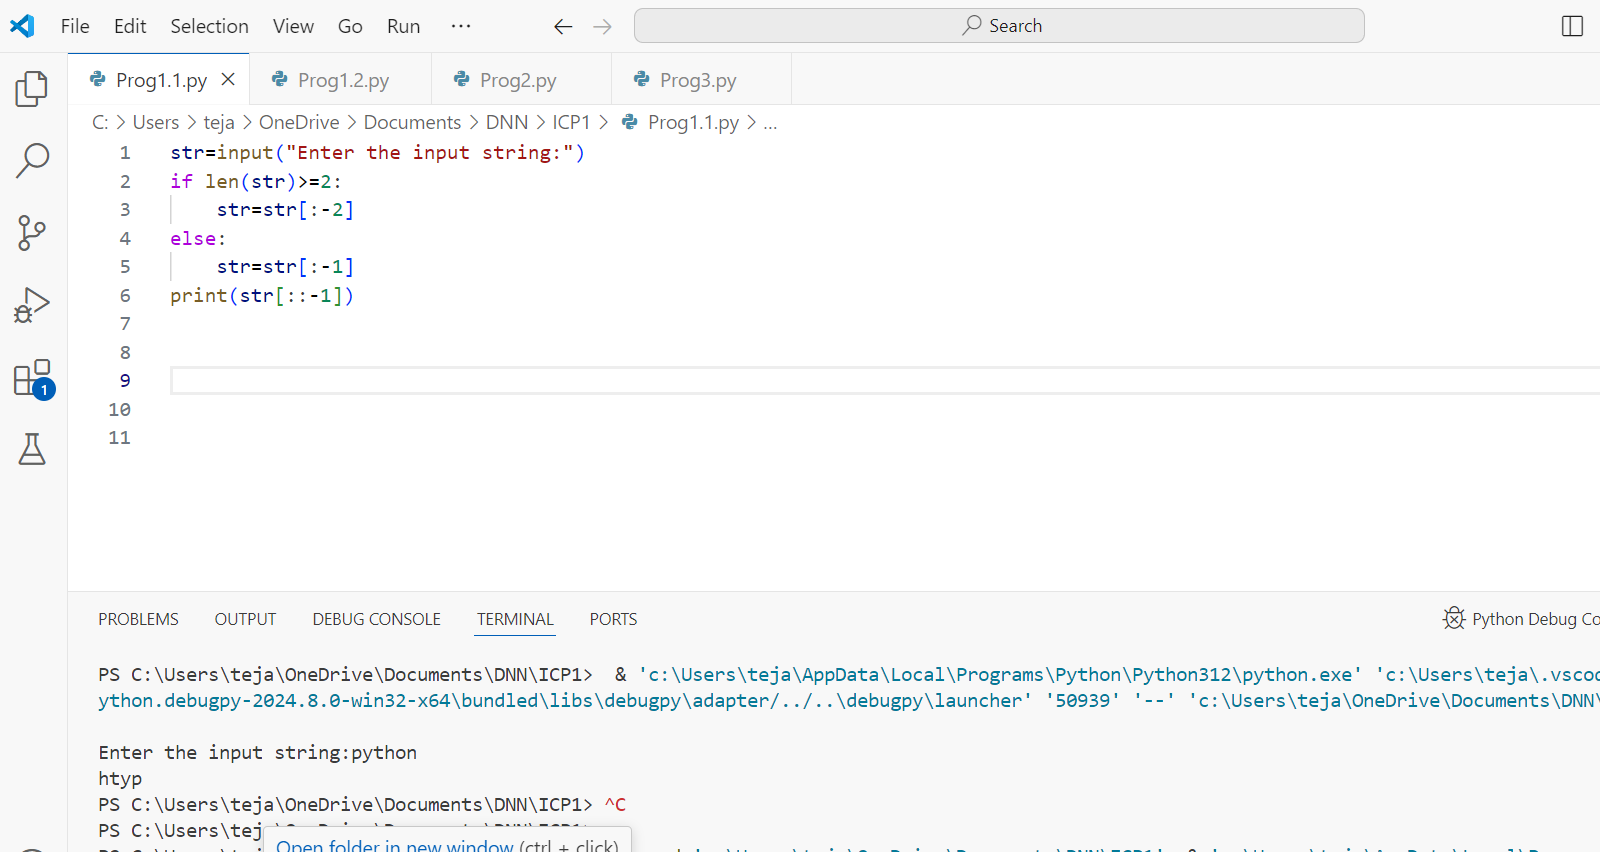 File Edit Selection View Go Run ... Search
Prog1.1.py Prog1.2.py Prog2.py Prog3.py
C: > Users > teja > OneDrive > Documents > DNN > ICP1 > Prog1.1.py > ...
1 str=input("Enter the input string:")
2 if len(str)>=2:
3 str=str[:-2]
4 else:
5 str=str[:-1]
6 print(str[::-1])
7
8
9
10
11
1
PROBLEMS OUTPUT DEBUG CONSOLE TERMINAL PORTS Python Debug Co
PS C:\Users\teja\OneDrive\Documents\DNN\ICP1> & 'c:\Users\teja\AppData\Local\Programs\Python\Python312\python.exe' 'c:\Users\teja\.vsco
ython.debugpy-2024.8.0-win32-x64\bundled\libs\debugpy\adapter/../..\debugpy\launcher' '50939' '--' 'c:\Users\teja\OneDrive\Documents\DNN\
Enter the input string:python
htyp
PS C:\Users\teja\OneDrive\Documents\DNN\ICP1> ^C
PS C:\Users\tej
Open folder in new window (ctrl + click)